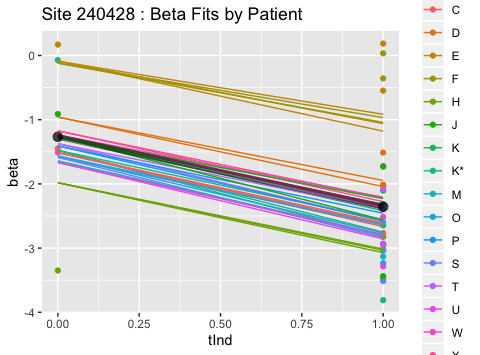 Site 240428 : Beta Fits by Patient
beta
0
-1
-2
-3
-4
0.00 0.25 0.50 0.75 1.00
tInd
C
D
E
F
H
J
K
K*
M
O
P
S
T
U
W